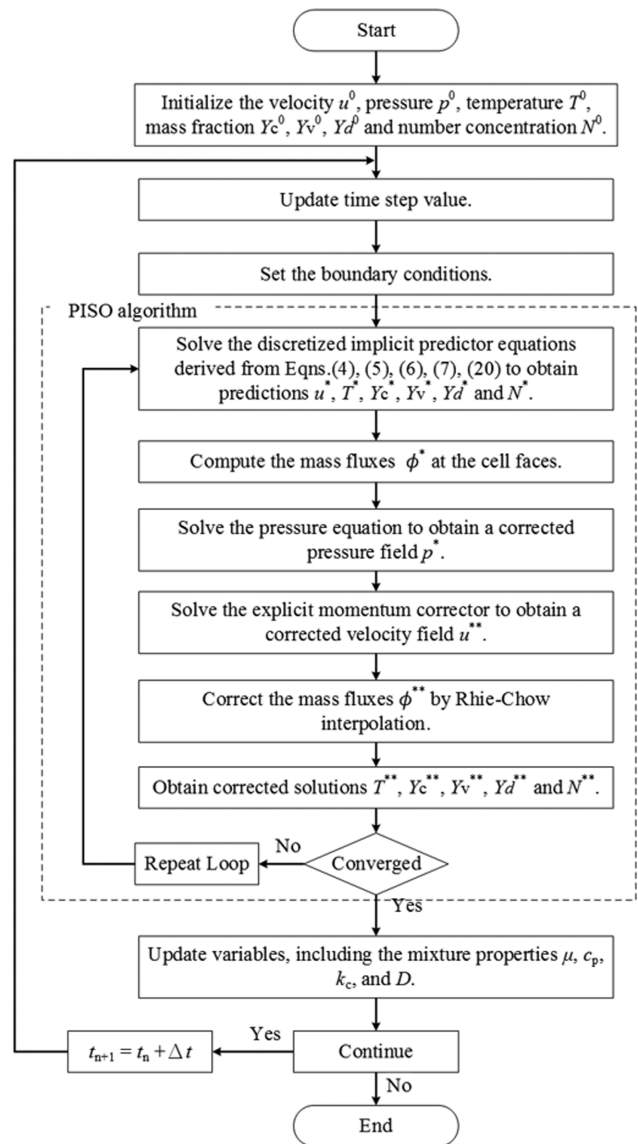 Start
Initialize the velocity u⁰, pressure p⁰, temperature T⁰,
mass fraction Yc⁰, Yv⁰, Yd⁰ and number concentration N⁰.
Update time step value.
Set the boundary conditions.
PISO algorithm
Solve the discretized implicit predictor equations
derived from Eqns.(4), (5), (6), (7), (20) to obtain
predictions u*, T*, Yc*, Yv*, Yd* and N*.
Compute the mass fluxes ϕ* at the cell faces.
Solve the pressure equation to obtain a corrected
pressure field p*.
Solve the explicit momentum corrector to obtain a
corrected velocity field u**.
Correct the mass fluxes ϕ** by Rhie-Chow
interpolation.
Obtain corrected solutions T**, Yc**, Yv**, Yd** and N**.
Converged
No
Repeat Loop
Yes
Update variables, including the mixture properties μ, cₚ,
k_c, and D.
Continue
Yes
tₙ₊₁ = tₙ + Δt
No
End